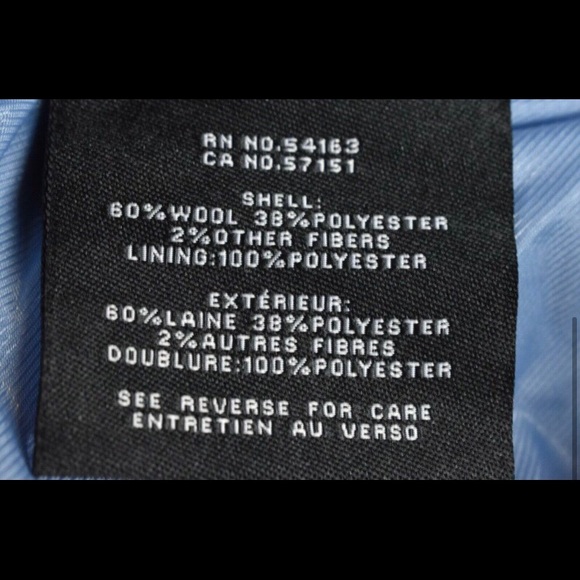 RN NO.54163
CA NO.57151
SHELL:
60%WOOL 38%POLYESTER
2%OTHER FIBERS
LINING:100%POLYESTER
EXTÉRIEUR:
60%LAINE 38%POLYESTER
2%AUTRES FIBRES
DOUBLURE:100%POLYESTER
SEE REVERSE FOR CARE
ENTRETIEN AU VERSO